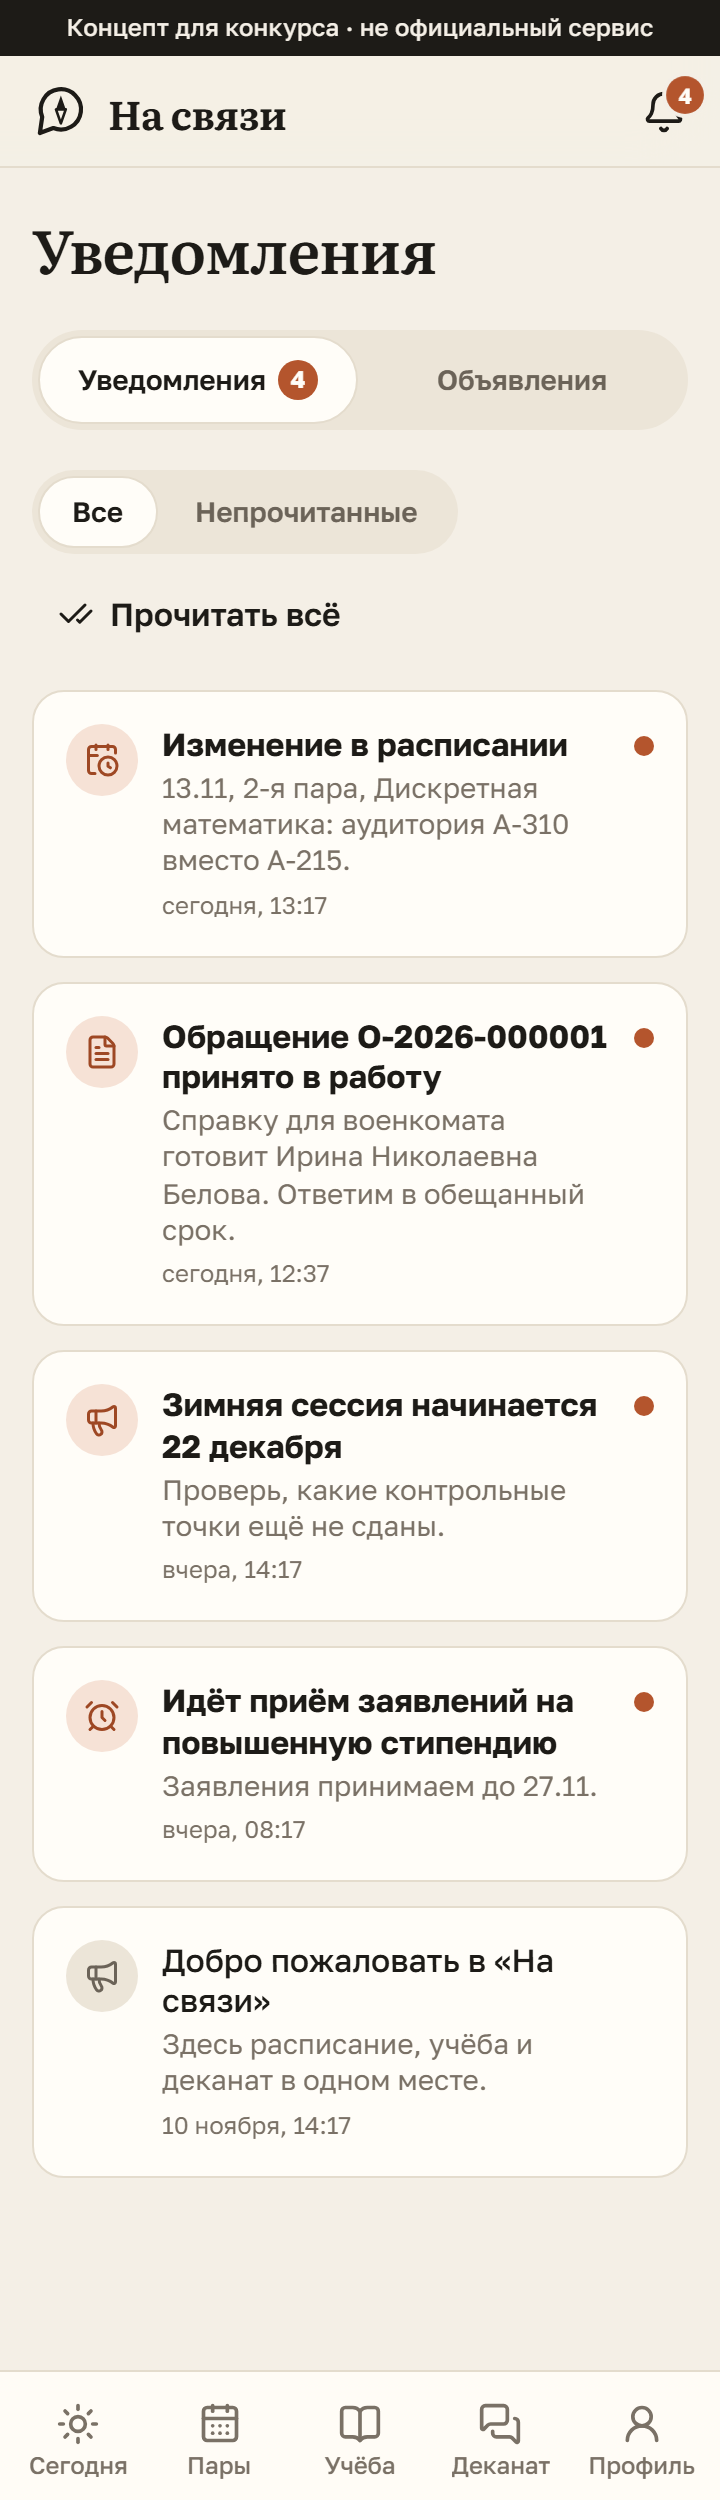 Концепт для конкурса · не официальный сервис
На связи
4
Уведомления
Уведомления 4
Объявления
Все
Непрочитанные
Прочитать всё
Изменение в расписании
13.11, 2-я пара, Дискретная
математика: аудитория А-310
вместо А-215.
сегодня, 13:17
Обращение О-2026-000001
принято в работу
Справку для военкомата
готовит Ирина Николаевна
Белова. Ответим в обещанный
срок.
сегодня, 12:37
Зимняя сессия начинается
22 декабря
Проверь, какие контрольные
точки ещё не сданы.
вчера, 14:17
Идёт приём заявлений на
повышенную стипендию
Заявления принимаем до 27.11.
вчера, 08:17
Добро пожаловать в «На
связи»
Здесь расписание, учёба и
деканат в одном месте.
10 ноября, 14:17
Сегодня
Пары
Учёба
Деканат
Профиль